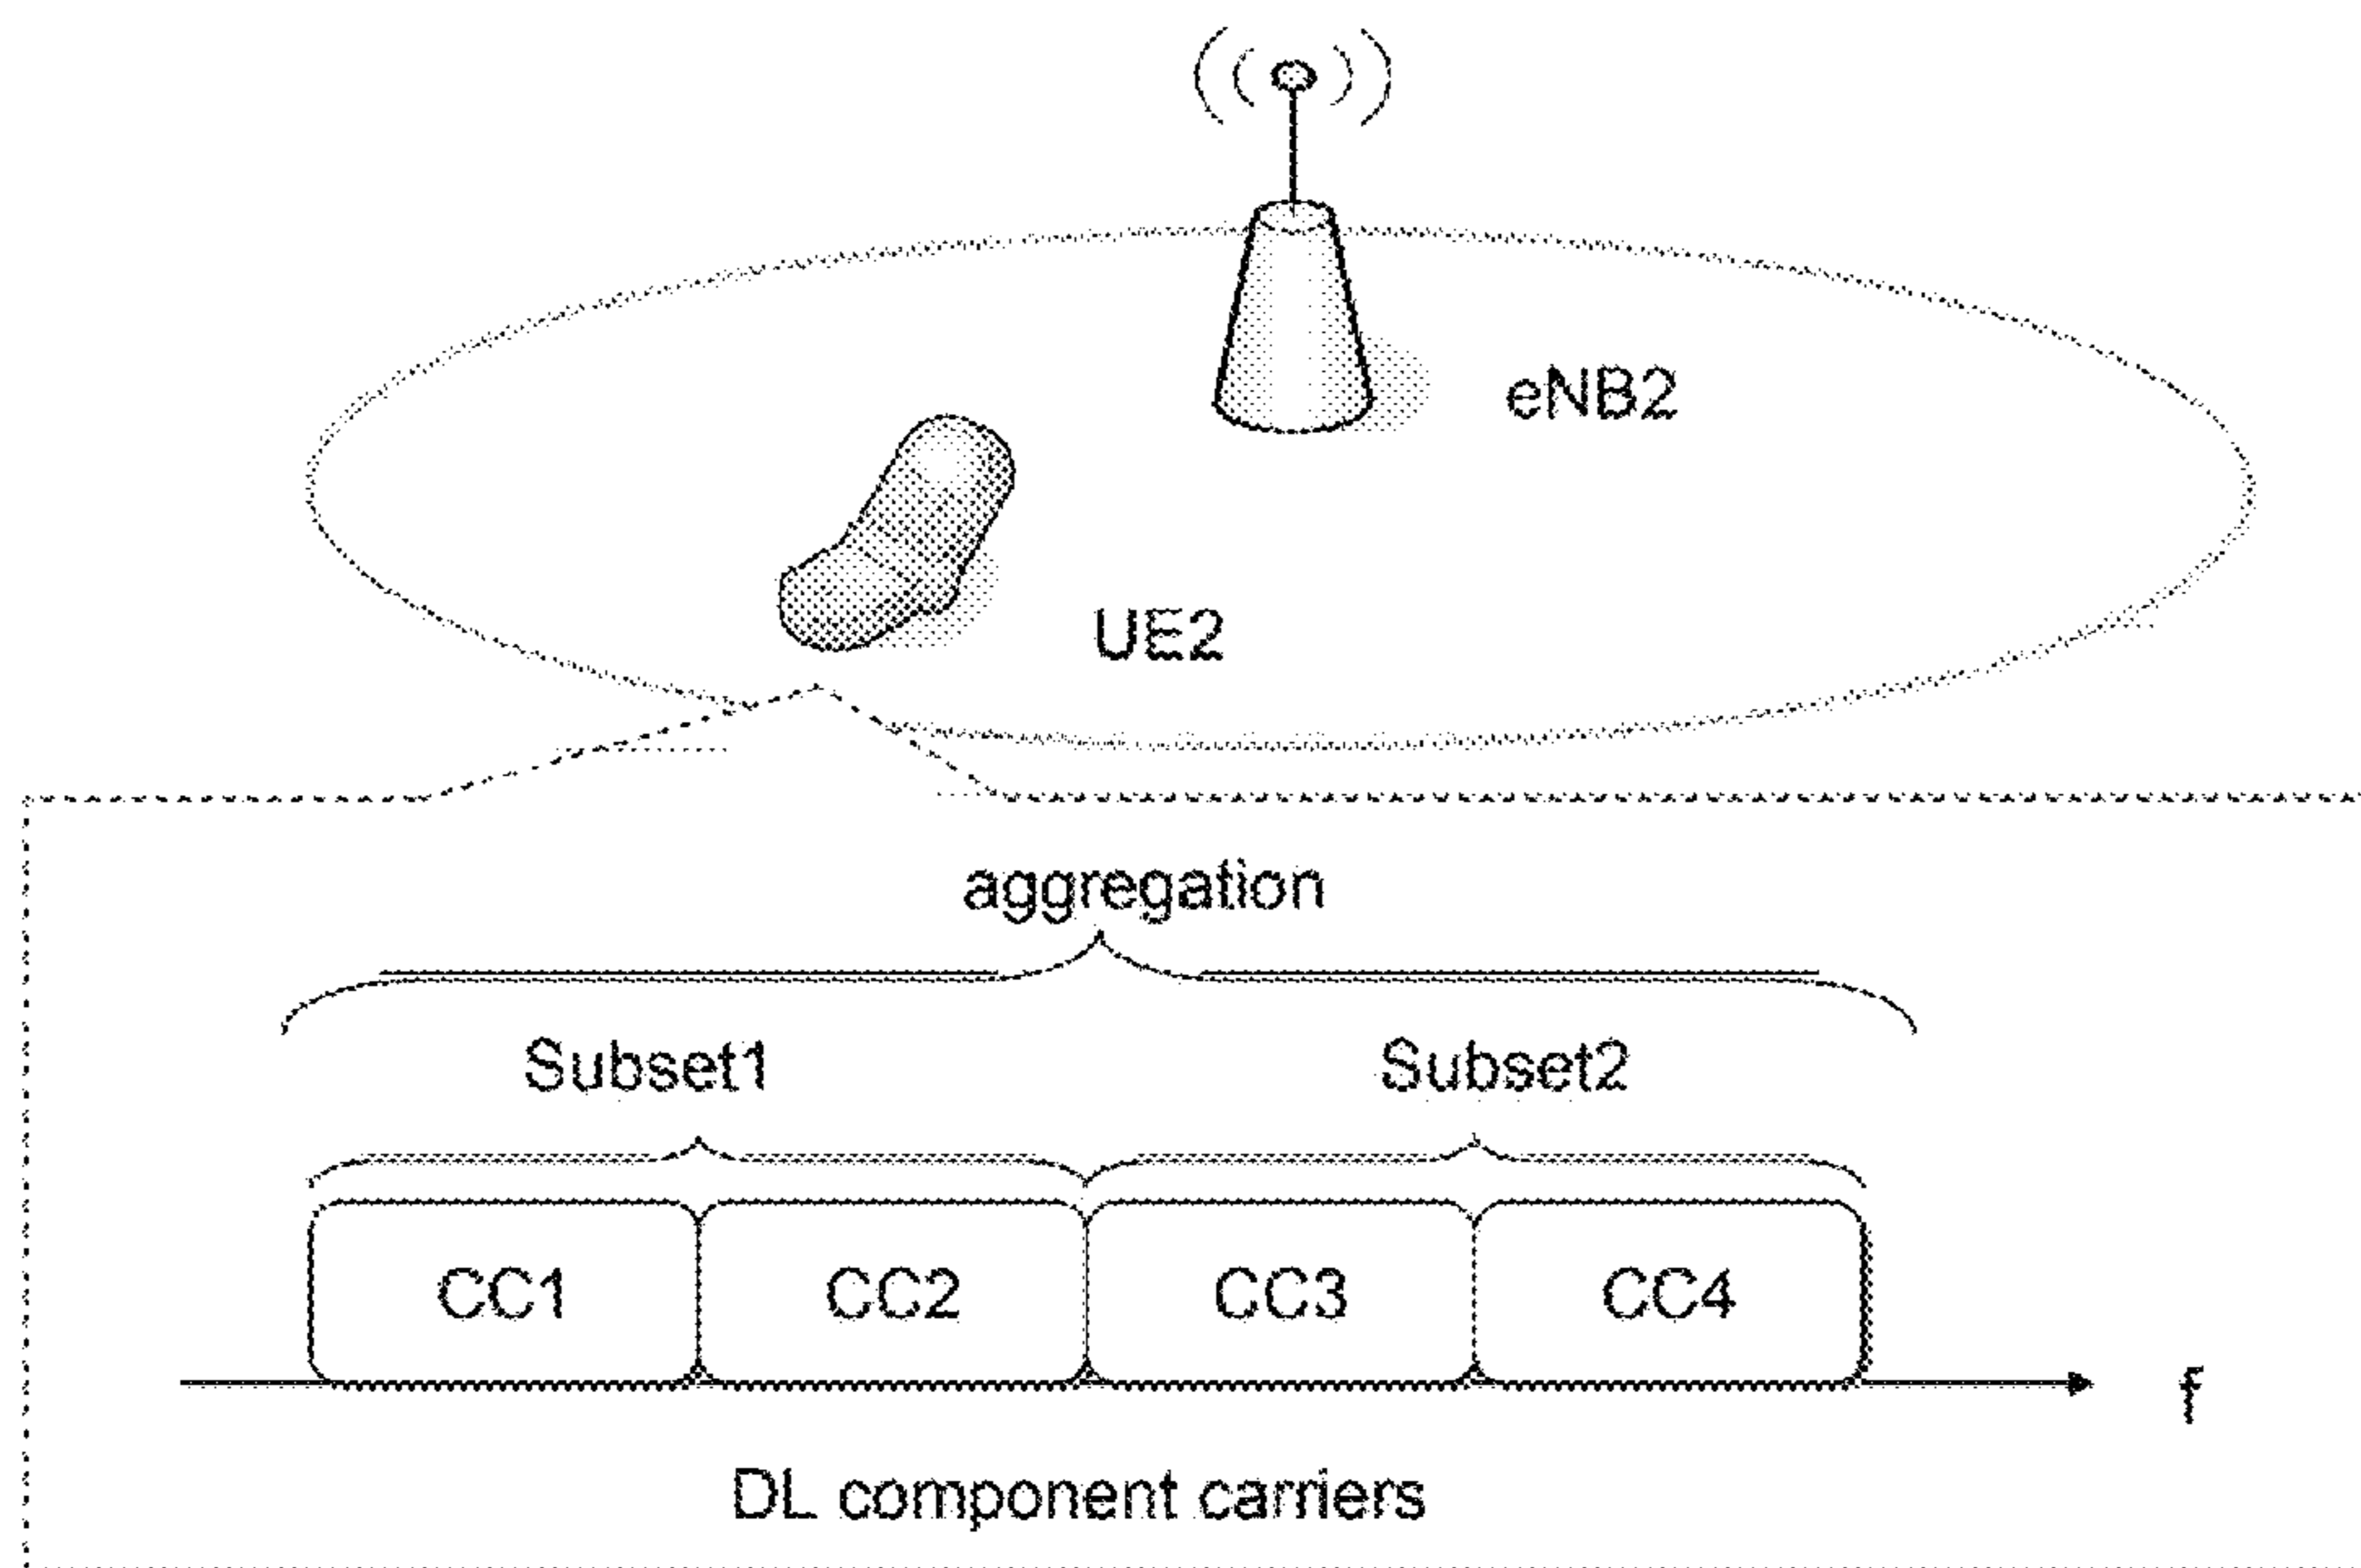 eNB2
UE2
aggregation
Subset1 Subset2
CC1 CC2 CC3 CC4
f
DL component carriers